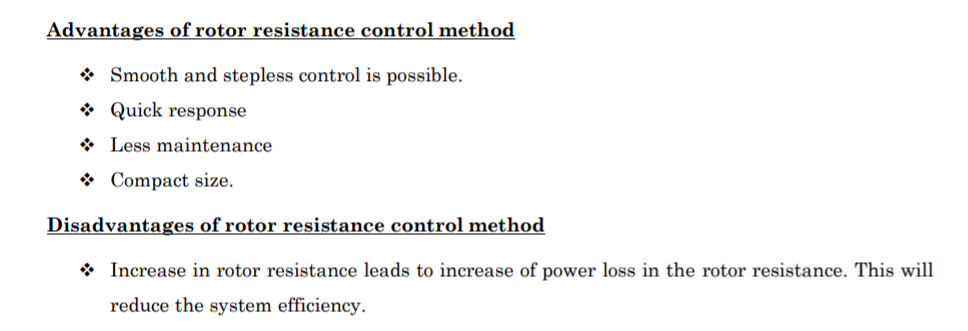 Advantages of rotor resistance control method
❖ Smooth and stepless control is possible.
❖ Quick response
❖ Less maintenance
❖ Compact size.
Disadvantages of rotor resistance control method
❖ Increase in rotor resistance leads to increase of power loss in the rotor resistance. This will
reduce the system efficiency.